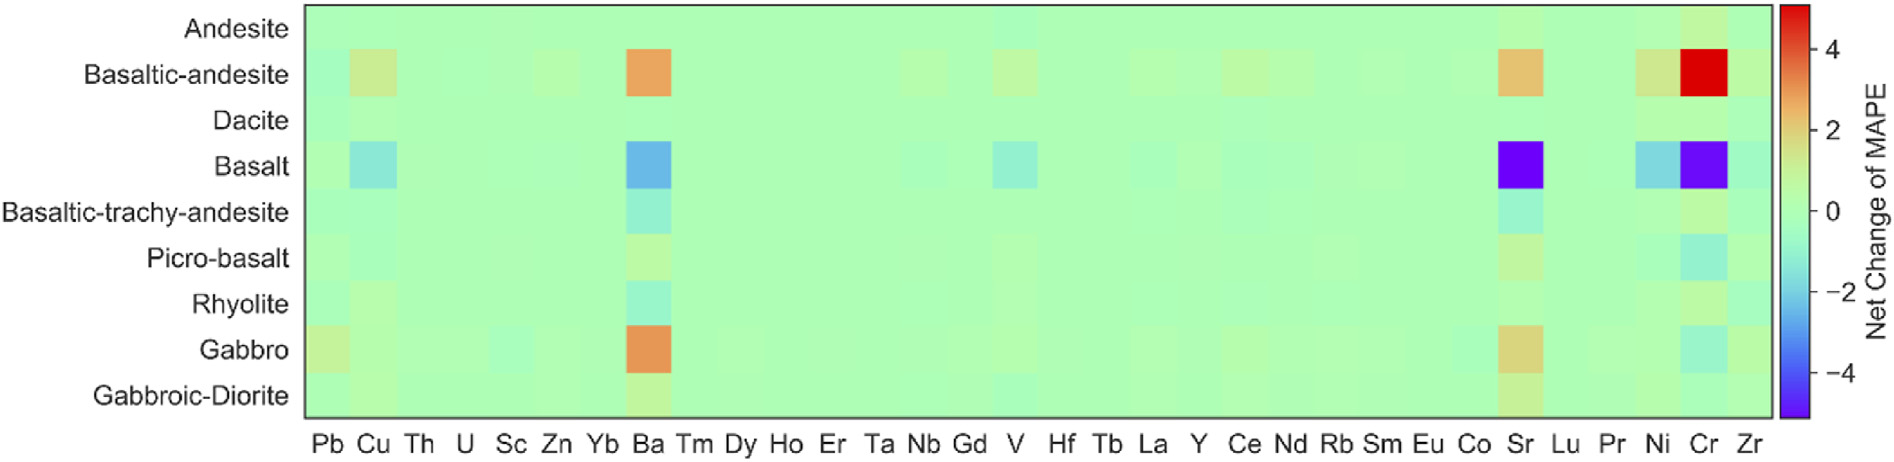 Andesite
Basaltic-andesite
Dacite
Basalt
Basaltic-trachy-andesite
Picro-basalt
Rhyolite
Gabbro
Gabbroic-Diorite
Pb Cu Th U Sc Zn Yb Ba Tm Dy Ho Er Ta Nb Gd V Hf Tb La Y Ce Nd Rb Sm Eu Co Sr Lu Pr Ni Cr Zr
4
2
0
−2
−4
Net Change of MAPE